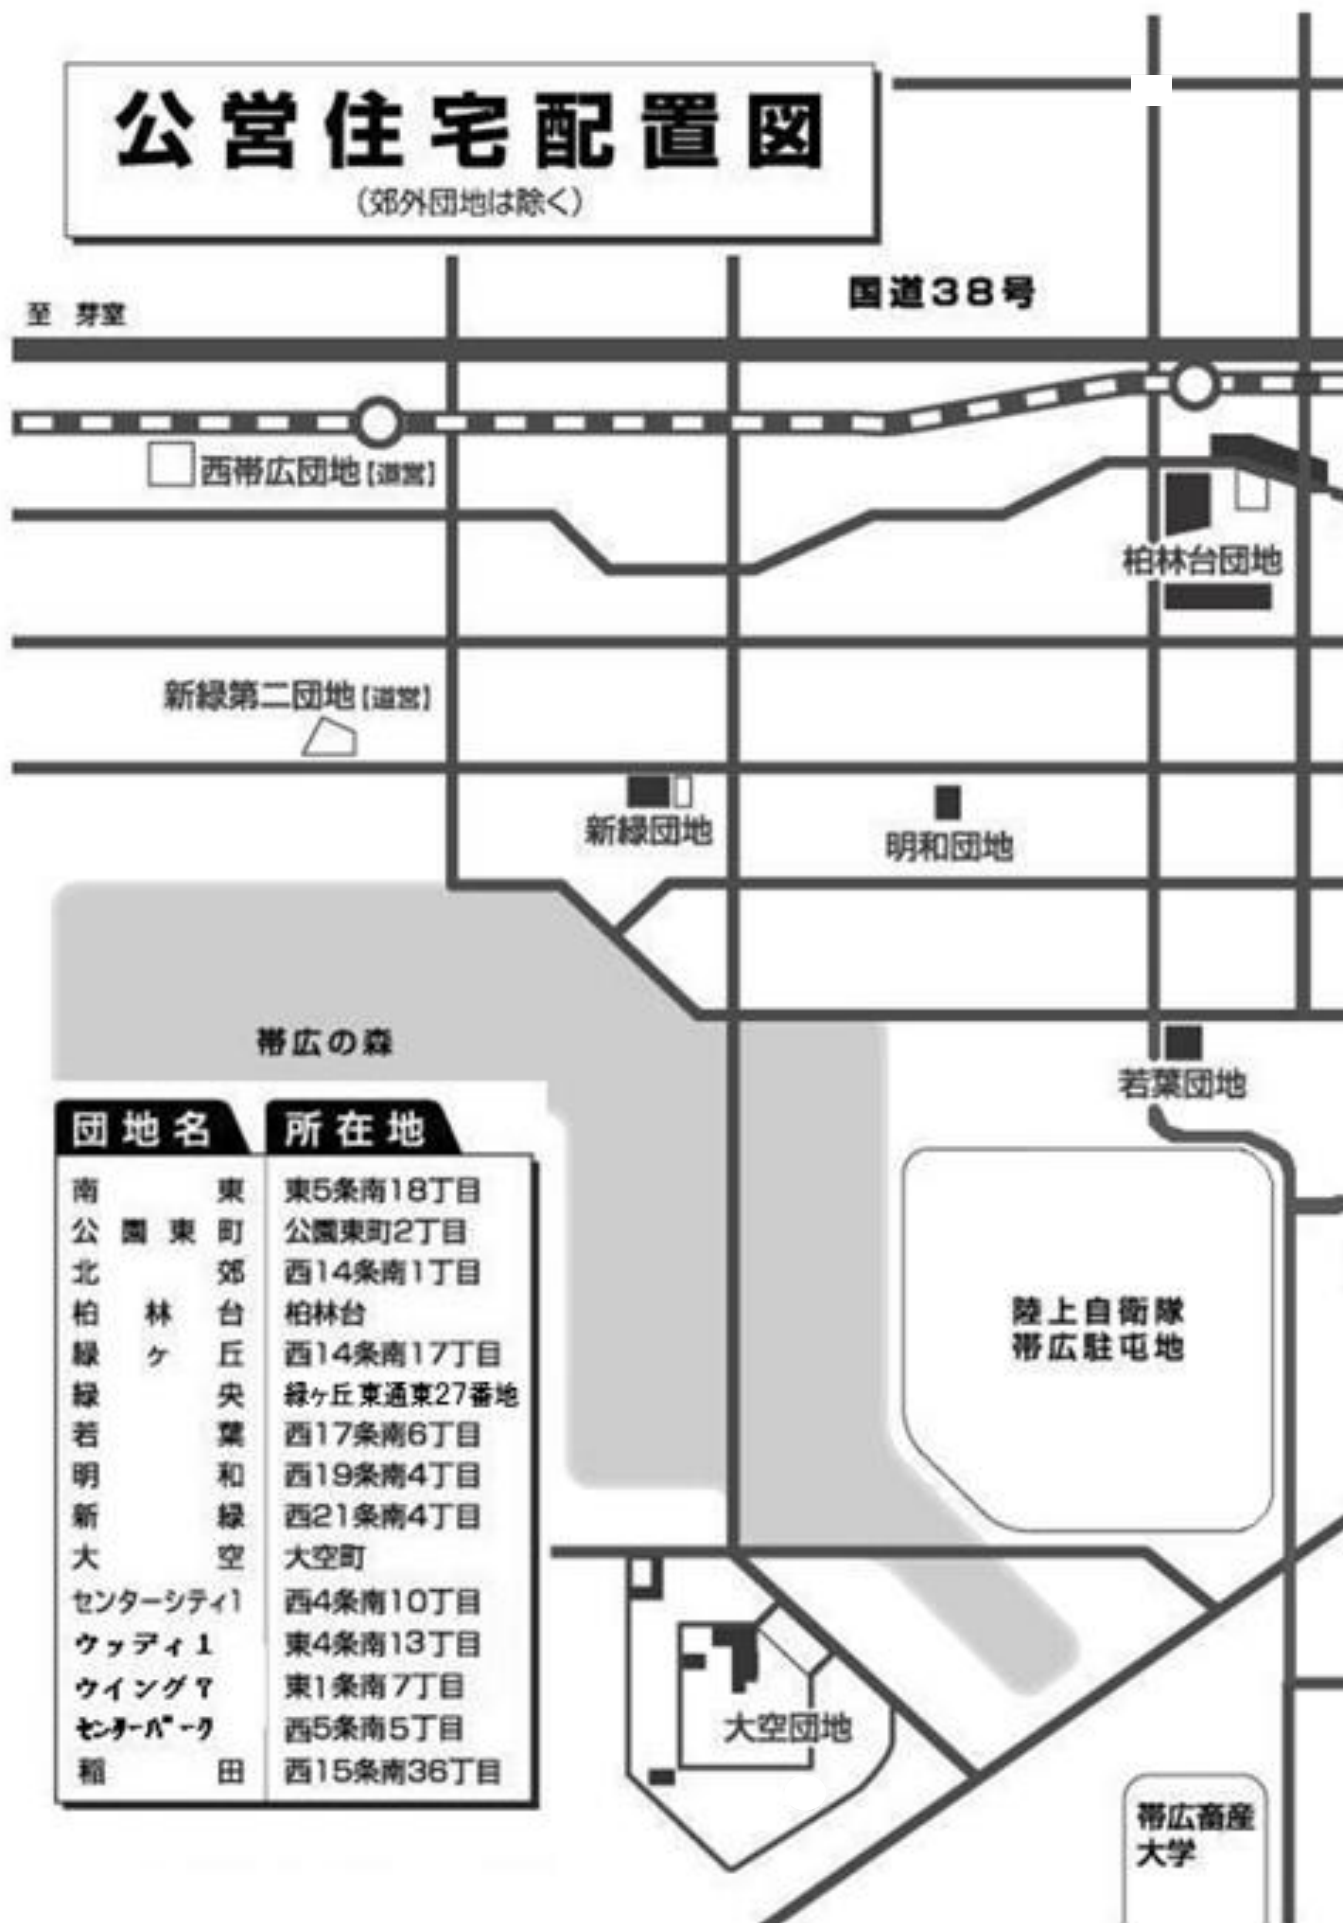 公営住宅配置図
(郊外団地は除く)
国道38号
至 芽室
西帯広団地【道営】
柏林台団地
新緑第二団地【道営】
新緑団地
明和団地
帯広の森
若葉団地
陸上自衛隊
帯広駐屯地
大空団地
帯広畜産
大学
団地名 所在地
南東 東5条南18丁目
公園東町 公園東町2丁目
北郊 西14条南1丁目
柏林台 柏林台
緑ヶ丘 西14条南17丁目
緑央 緑ヶ丘東通東27番地
若葉 西17条南6丁目
明和 西19条南4丁目
新緑 西21条南4丁目
大空 大空町
センターシティ1 西4条南10丁目
ウッディ1 東4条南13丁目
ウイング7 東1条南7丁目
センターパーク 西5条南5丁目
稲田 西15条南36丁目